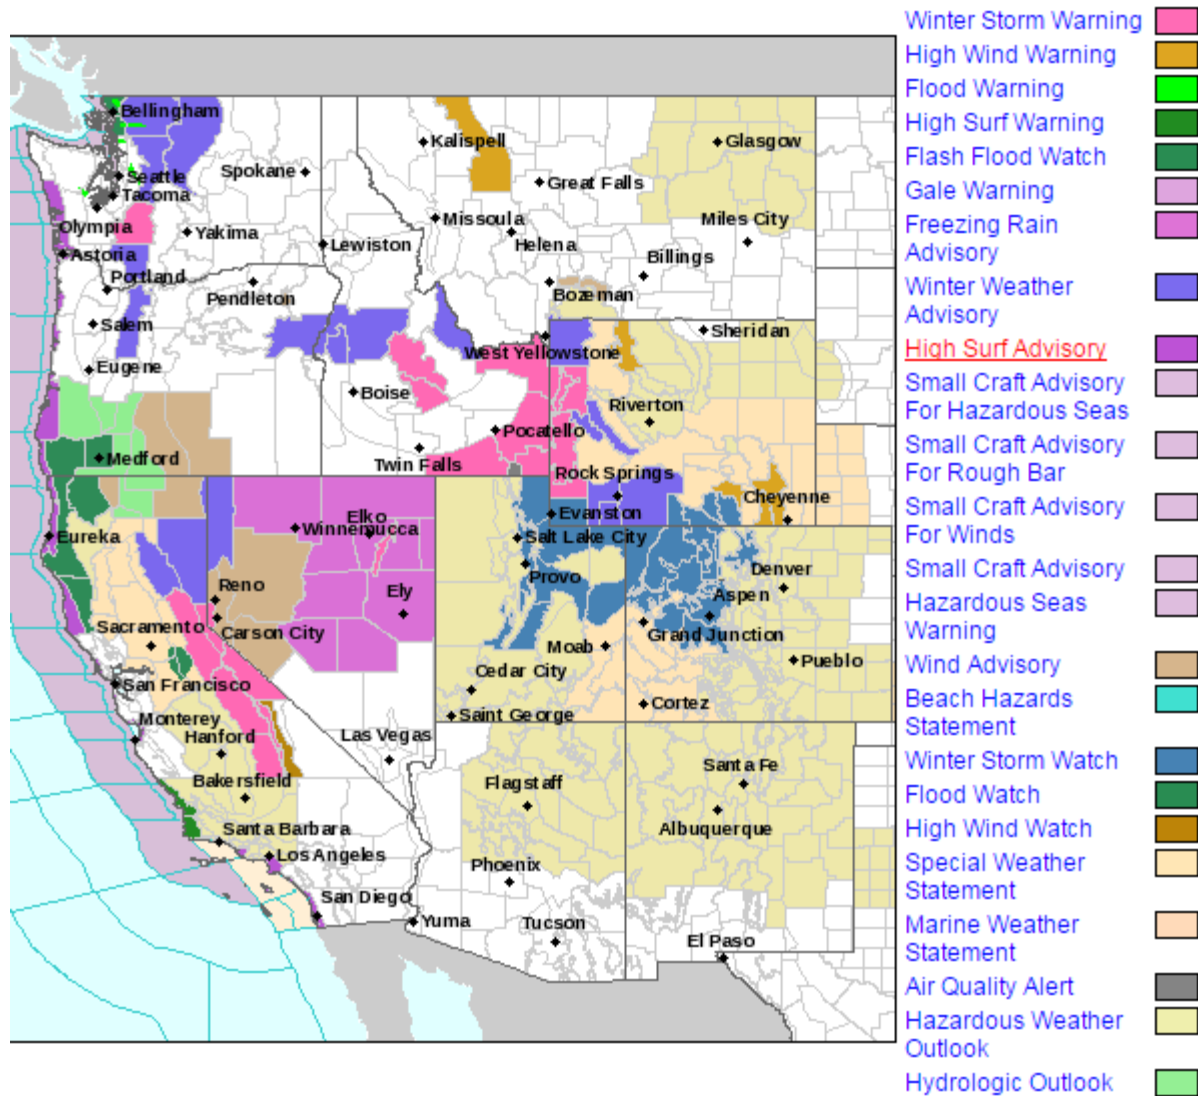 Winter Storm Warning
High Wind Warning
Flood Warning
High Surf Warning
Flash Flood Watch
Gale Warning
Freezing Rain
Advisory
Winter Weather
Advisory
High Surf Advisory
Small Craft Advisory
For Hazardous Seas
Small Craft Advisory
For Rough Bar
Small Craft Advisory
For Winds
Small Craft Advisory
Hazardous Seas
Warning
Wind Advisory
Beach Hazards
Statement
Winter Storm Watch
Flood Watch
High Wind Watch
Special Weather
Statement
Marine Weather
Statement
Air Quality Alert
Hazardous Weather
Outlook
Hydrologic Outlook
Bellingham
Kalispell
Glasgow
Seattle
Spokane
Great Falls
Tacoma
Olympia
Yakima
Lewiston
Missoula
Helena
Miles City
Astoria
Portland
Pendleton
Billings
Bozeman
Salem
Sheridan
West Yellowstone
Eugene
Boise
Riverton
Pocatello
Medford
Twin Falls
Rock Springs
Cheyenne
Evanston
Elko
Winnemucca
Eureka
Salt Lake City
Provo
Denver
Reno
Ely
Aspen
Sacramento
Carson City
Grand Junction
Moab
Pueblo
San Francisco
Cedar City
Cortez
Monterey
Saint George
Hanford
Las Vegas
Santa Fe
Bakersfield
Flagstaff
Albuquerque
Santa Barbara
Los Angeles
Phoenix
San Diego
Yuma
Tucson
El Paso